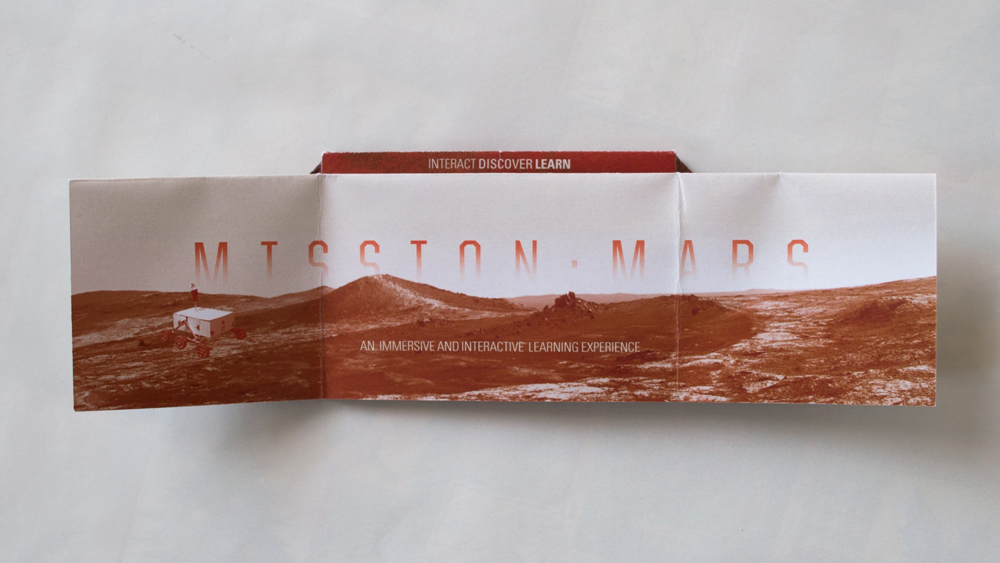 INTERACT DISCOVER LEARN
MISSION · MARS
AN IMMERSIVE AND INTERACTIVE LEARNING EXPERIENCE